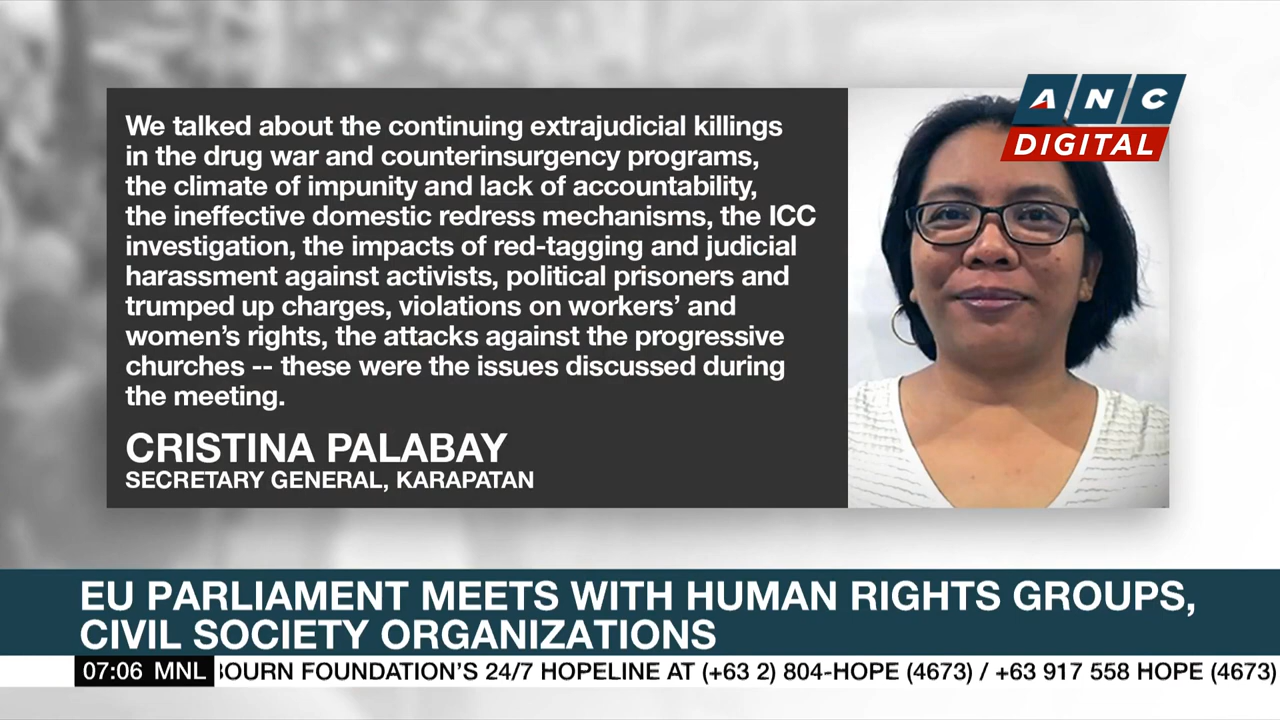 ANC
DIGITAL
We talked about the continuing extrajudicial killings
in the drug war and counterinsurgency programs,
the climate of impunity and lack of accountability,
the ineffective domestic redress mechanisms, the ICC
investigation, the impacts of red-tagging and judicial
harassment against activists, political prisoners and
trumped up charges, violations on workers’ and
women’s rights, the attacks against the progressive
churches -- these were the issues discussed during
the meeting.
CRISTINA PALABAY
SECRETARY GENERAL, KARAPATAN
EU PARLIAMENT MEETS WITH HUMAN RIGHTS GROUPS,
CIVIL SOCIETY ORGANIZATIONS
07:06 MNL FOUNDATION’S 24/7 HOPELINE AT (+63 2) 804-HOPE (4673) / +63 917 558 HOPE (4673)